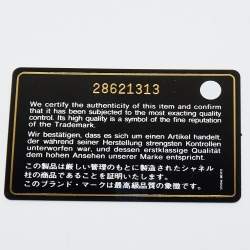 28621313
We certify the authenticity of this item and confirm
that it has been subjected to the most exacting quality
control. Its high quality is a symbol of the fine reputation
of the Trademark.
Wir bestätigen, dass es sich um einen Artikel handelt,
der während seiner Herstellung strengsten Kontrollen
unterworfen war, und dessen erstklassige Qualität
dem hohen Ansehen unserer Marke entspricht.
この製品は厳しい管理のもとに製造されたシャネル
社の商品であることを証明いたします。
このブランド・マークは最高級品質の象徴です。